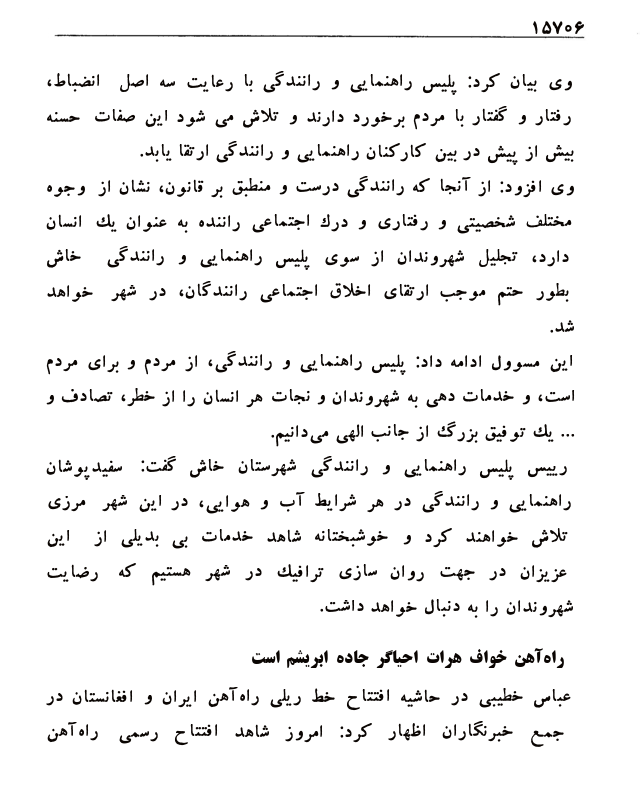 ۱۵۷۰۶
وی بیان کرد: پلیس راهنمایی و رانندگی با رعایت سه اصل انضباط،
رفتار و گفتار با مردم برخورد دارند و تلاش می شود این صفات حسنه
بیش از پیش در بین کارکنان راهنمایی و رانندگی ارتقا یابد.
وی افزود: از آنجا که رانندگی درست و منطبق بر قانون، نشان از وجوه
مختلف شخصیتی و رفتاری و درك اجتماعی راننده به عنوان یك انسان
دارد، تجلیل شهروندان از سوی پلیس راهنمایی و رانندگی خاش
بطور حتم موجب ارتقای اخلاق اجتماعی رانندگان، در شهر خواهد
شد.
این مسوول ادامه داد: پلیس راهنمایی و رانندگی، از مردم و برای مردم
است، و خدمات دهی به شهروندان و نجات هر انسان را از خطر، تصادف و
... یك توفیق بزرگ از جانب الهی می‌دانیم.
رییس پلیس راهنمایی و رانندگی شهرستان خاش گفت: سفیدپوشان
راهنمایی و رانندگی در هر شرایط آب و هوایی، در این شهر مرزی
تلاش خواهند کرد و خوشبختانه شاهد خدمات بی بدیلی از این
عزیزان در جهت روان سازی ترافیك در شهر هستیم که رضایت
شهروندان را به دنبال خواهد داشت.
راه‌آهن خواف هرات احیاگر جاده ابریشم است
عباس خطیبی در حاشیه افتتاح خط ریلی راه‌آهن ایران و افغانستان در
جمع خبرنگاران اظهار کرد: امروز شاهد افتتاح رسمی راه‌آهن